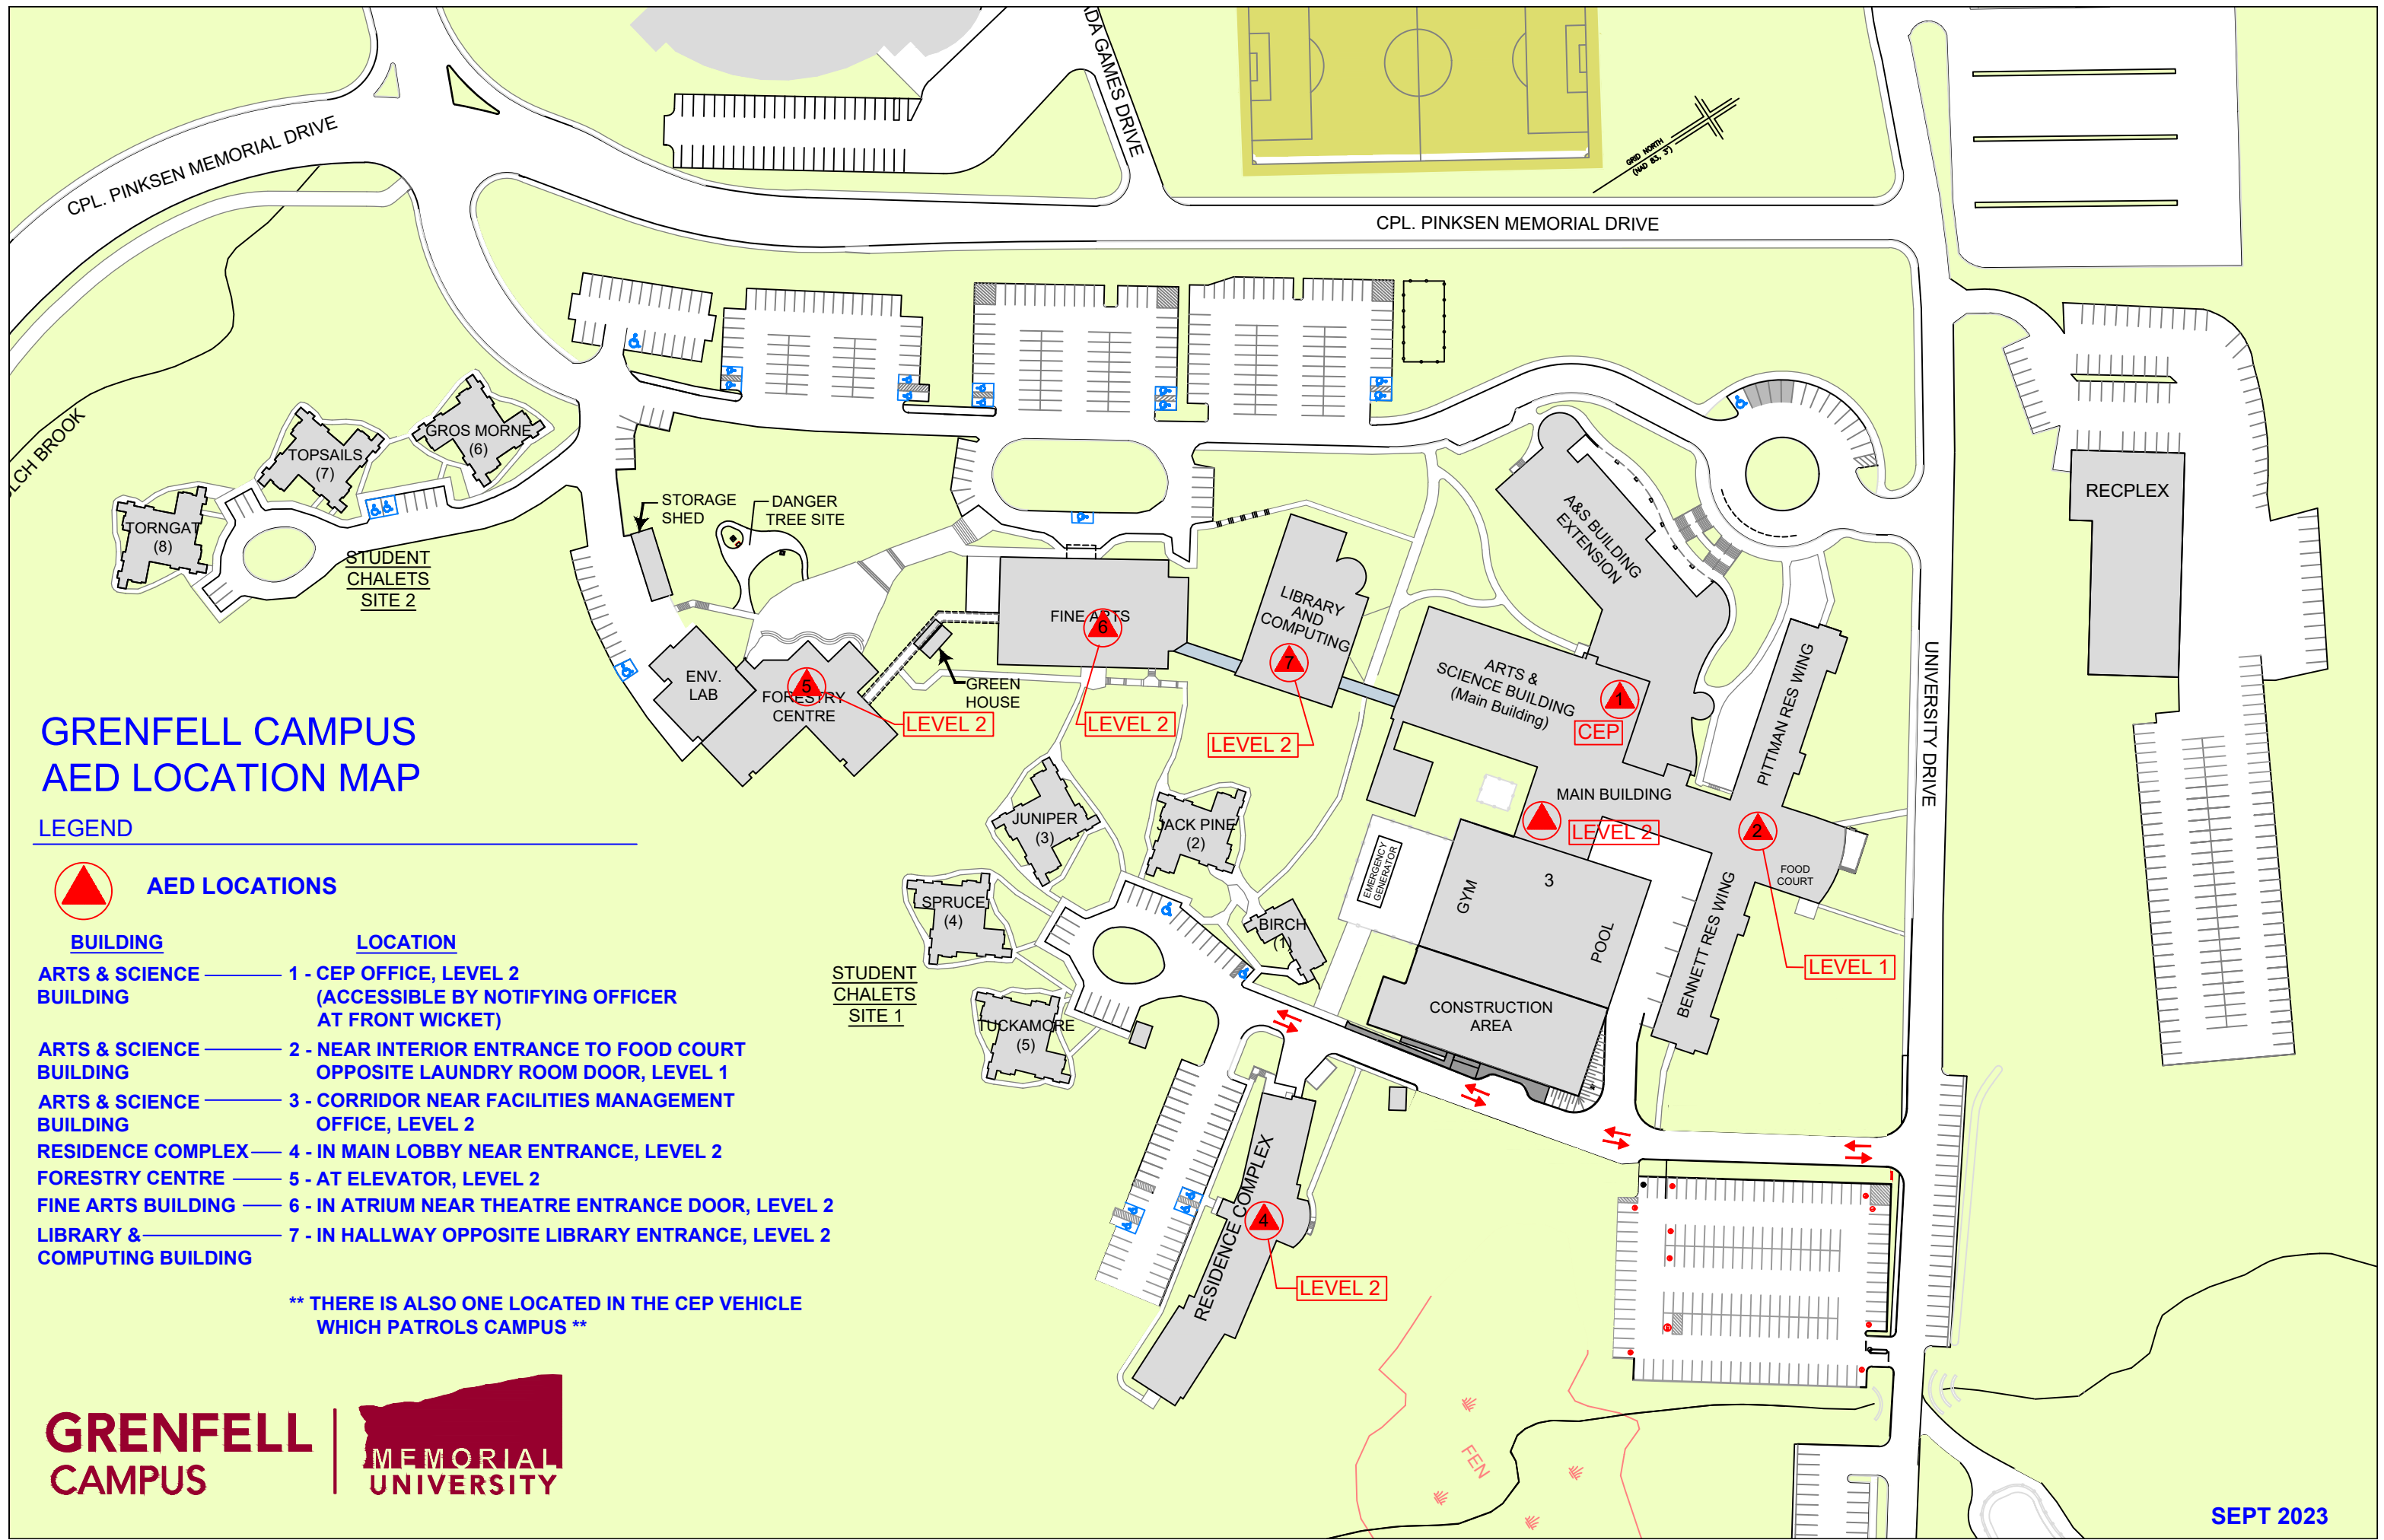 CPL. PINKSEN MEMORIAL DRIVE
ADA GAMES DRIVE
GRID NORTH
(NAD 83, 3°)
CPL. PINKSEN MEMORIAL DRIVE
LCH BROOK
GROS MORNE
(6)
TOPSAILS
(7)
TORNGAT
(8)
STUDENT
CHALETS
SITE 2
STORAGE
SHED
DANGER
TREE SITE
RECPLEX
A&S BUILDING
EXTENSION
LIBRARY
AND
COMPUTING
7
FINE ARTS
6
ENV.
LAB
FORESTRY
CENTRE
5
GREEN
HOUSE
LEVEL 2
LEVEL 2
LEVEL 2
ARTS &
SCIENCE BUILDING
(Main Building)
1
CEP
PITTMAN RES WING
UNIVERSITY DRIVE
MAIN BUILDING
LEVEL 2
2
FOOD
COURT
LEVEL 1
BENNETT RES WING
EMERGENCY
GENERATOR
GYM
3
POOL
CONSTRUCTION
AREA
JUNIPER
(3)
JACK PINE
(2)
SPRUCE
(4)
BIRCH
(1)
TUCKAMORE
(5)
STUDENT
CHALETS
SITE 1
RESIDENCE COMPLEX
4
LEVEL 2
FEN
GRENFELL CAMPUS
AED LOCATION MAP
LEGEND
AED LOCATIONS
BUILDING LOCATION
ARTS & SCIENCE 1 - CEP OFFICE, LEVEL 2
BUILDING (ACCESSIBLE BY NOTIFYING OFFICER
AT FRONT WICKET)
ARTS & SCIENCE 2 - NEAR INTERIOR ENTRANCE TO FOOD COURT
BUILDING OPPOSITE LAUNDRY ROOM DOOR, LEVEL 1
ARTS & SCIENCE 3 - CORRIDOR NEAR FACILITIES MANAGEMENT
BUILDING OFFICE, LEVEL 2
RESIDENCE COMPLEX 4 - IN MAIN LOBBY NEAR ENTRANCE, LEVEL 2
FORESTRY CENTRE 5 - AT ELEVATOR, LEVEL 2
FINE ARTS BUILDING 6 - IN ATRIUM NEAR THEATRE ENTRANCE DOOR, LEVEL 2
LIBRARY & 7 - IN HALLWAY OPPOSITE LIBRARY ENTRANCE, LEVEL 2
COMPUTING BUILDING
** THERE IS ALSO ONE LOCATED IN THE CEP VEHICLE
WHICH PATROLS CAMPUS **
GRENFELL
CAMPUS
MEMORIAL
UNIVERSITY
SEPT 2023